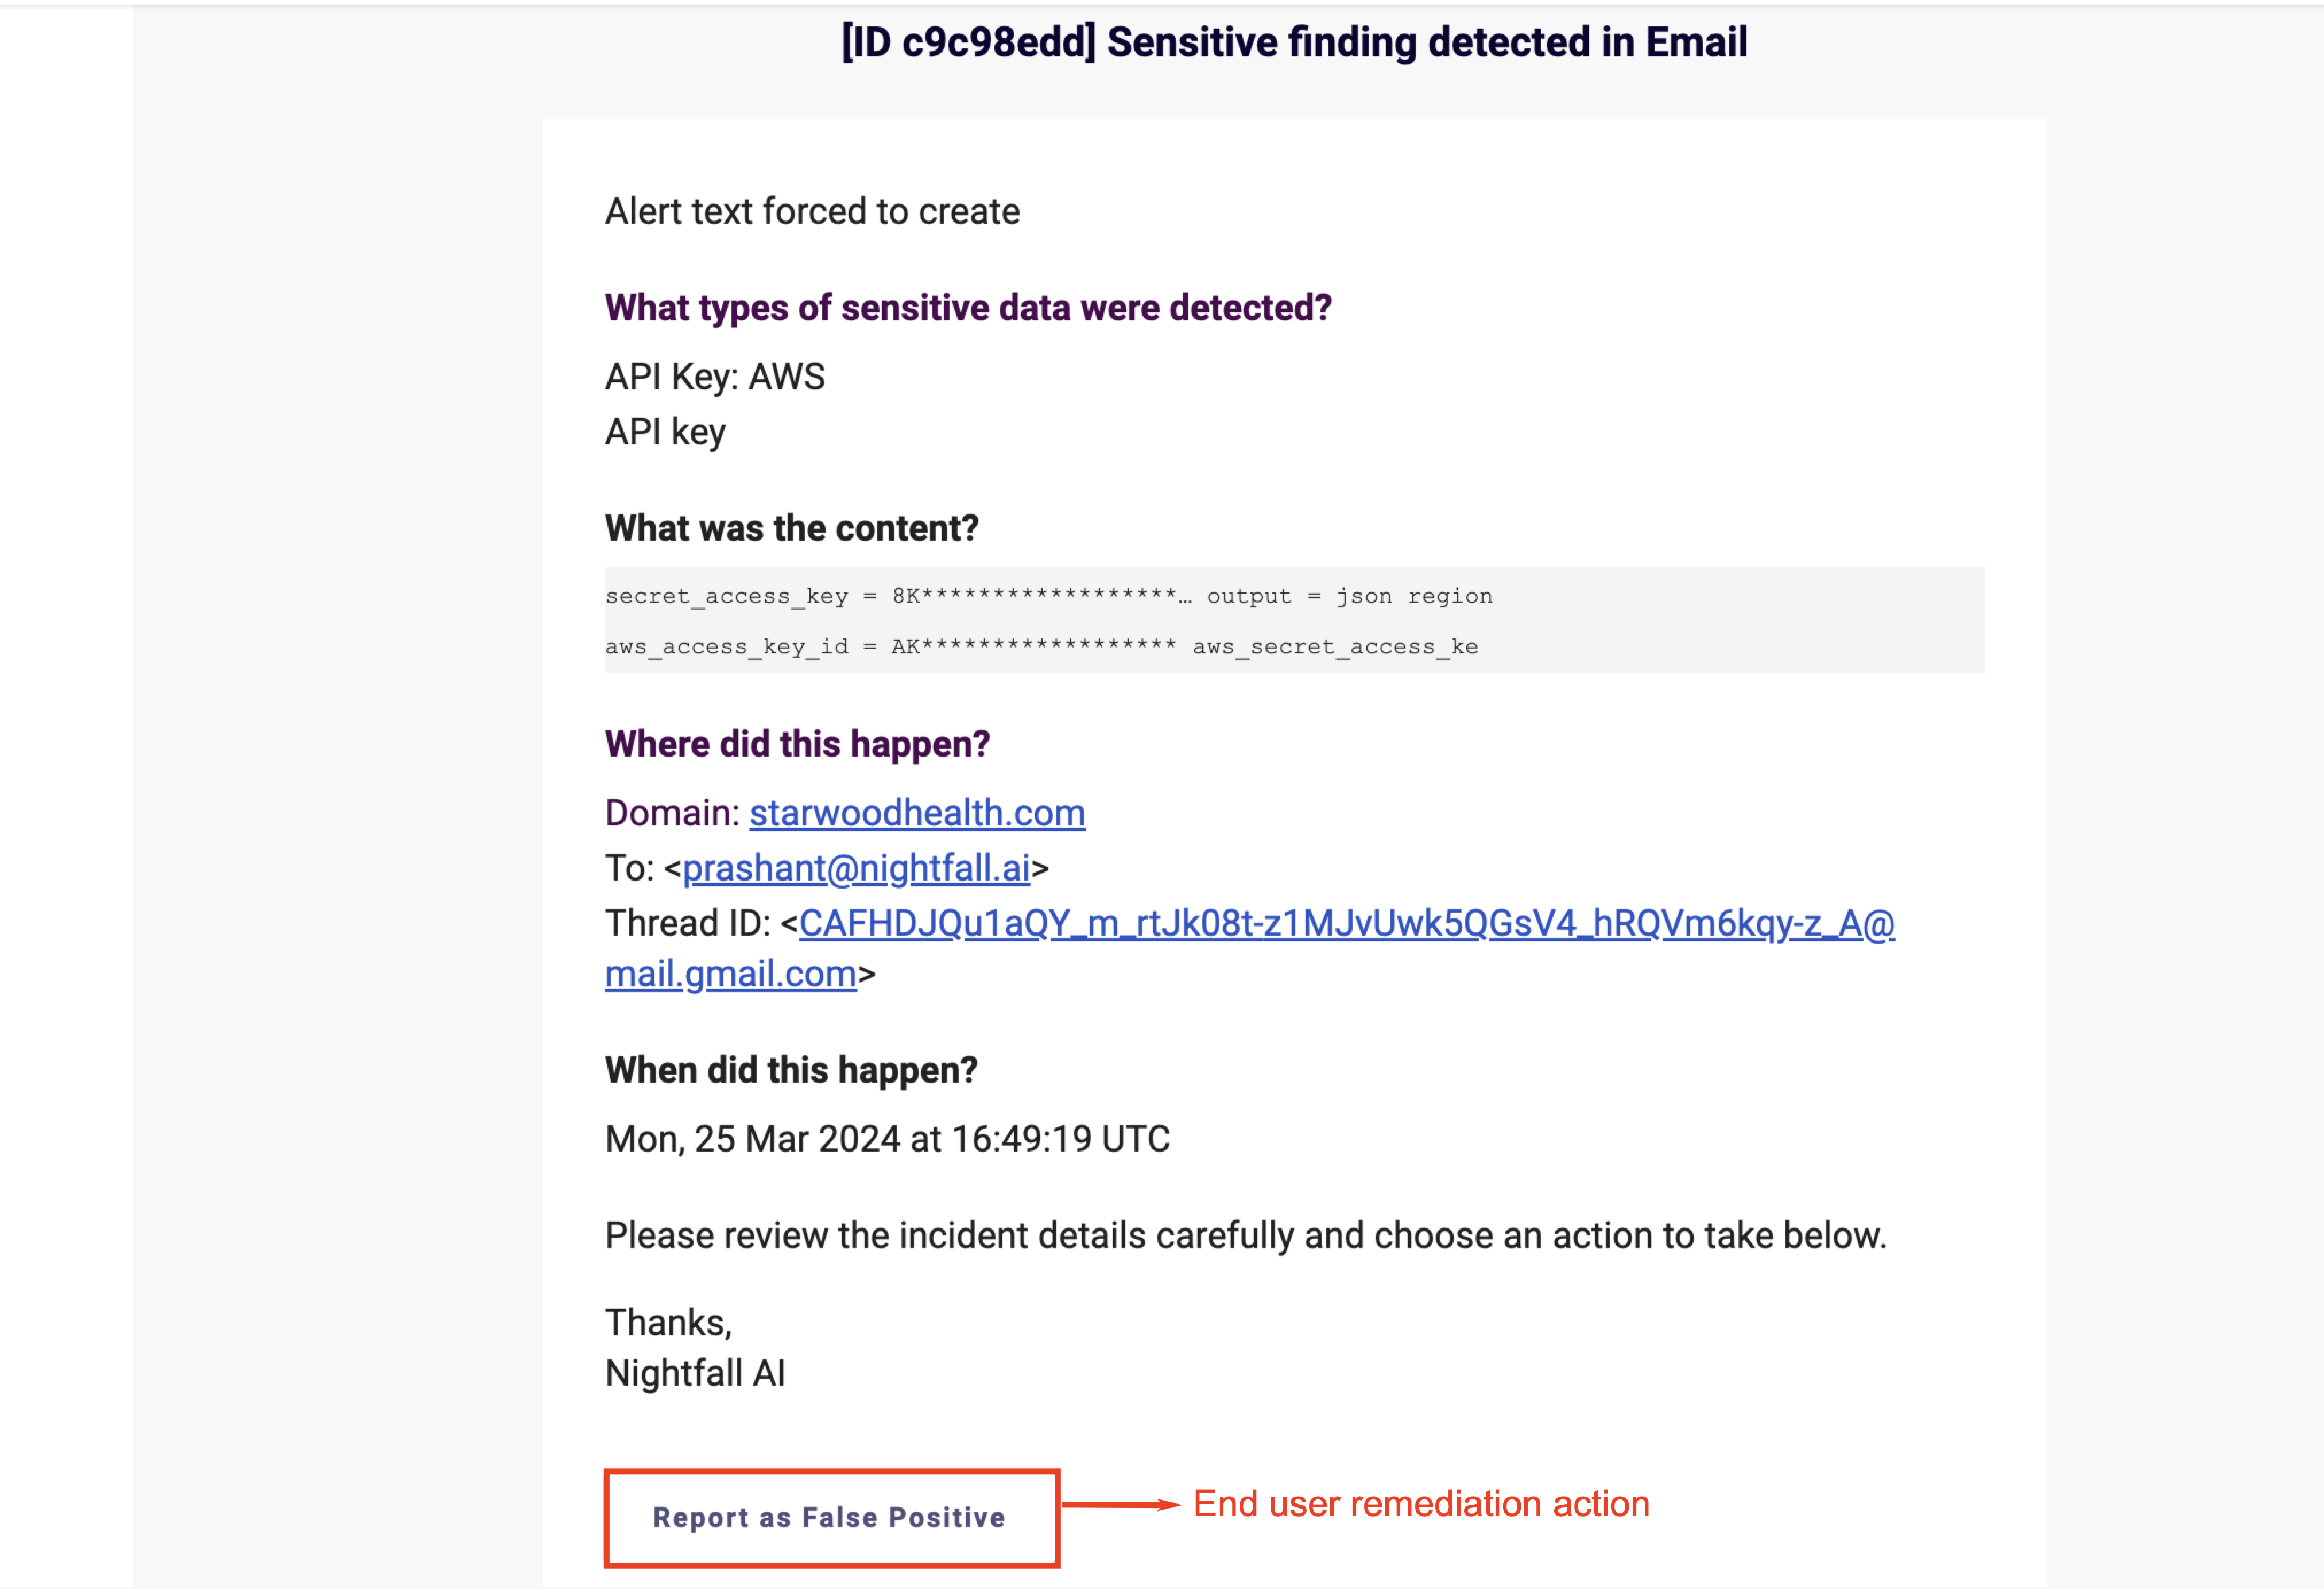 [ID c9c98edd] Sensitive finding detected in Email
Alert text forced to create
What types of sensitive data were detected?
API Key: AWS
API key
What was the content?
secret_access_key = 8K******************… output = json region
aws_access_key_id = AK****************** aws_secret_access_ke
Where did this happen?
Domain: starwoodhealth.com
To: <prashant@nightfall.ai>
Thread ID: <CAFHDJQu1aQY_m_rtJk08t-z1MJvUwk5QGsV4_hRQVm6kqy-z_A@
mail.gmail.com>
When did this happen?
Mon, 25 Mar 2024 at 16:49:19 UTC
Please review the incident details carefully and choose an action to take below.
Thanks,
Nightfall AI
Report as False Positive
End user remediation action